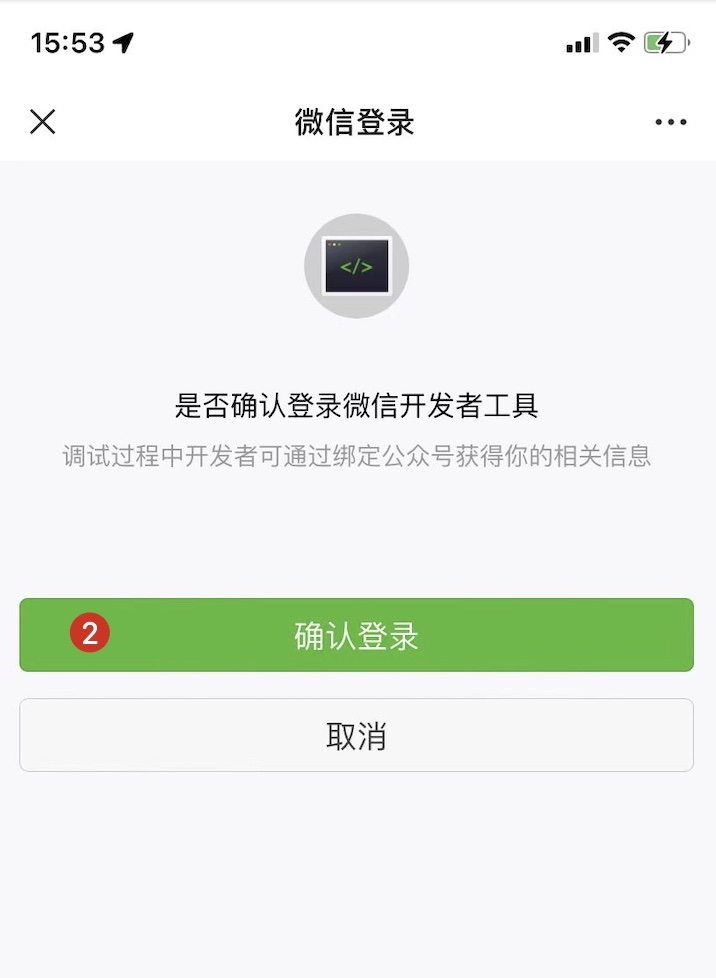 15:53
微信登录
</>
是否确认登录微信开发者工具
调试过程中开发者可通过绑定公众号获得你的相关信息
2 确认登录
取消